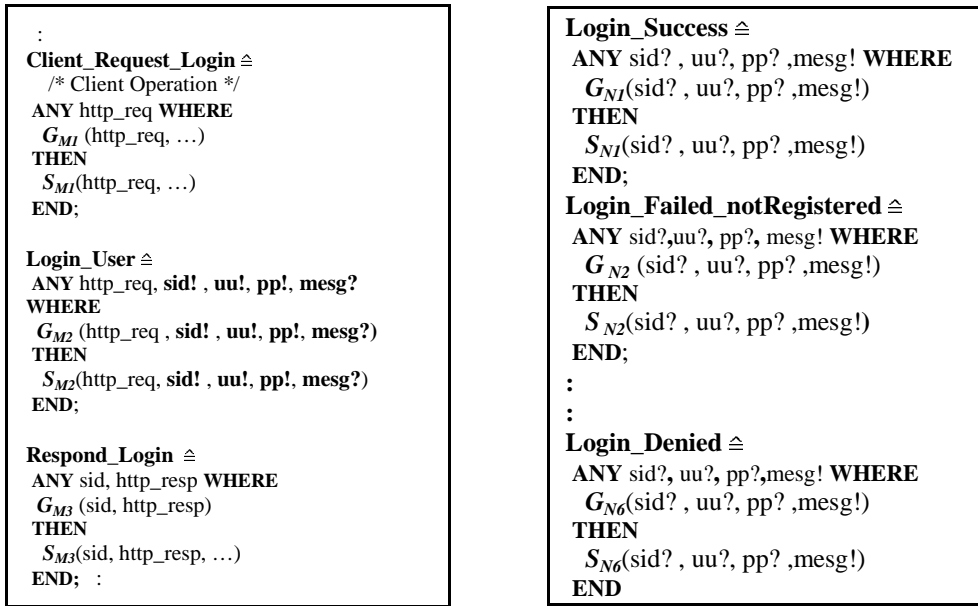 :
Client_Request_Login ≙
/* Client Operation */
ANY http_req WHERE
G_M1 (http_req, …)
THEN
S_M1(http_req, …)
END;
Login_User ≙
ANY http_req, sid! , uu!, pp!, mesg?
WHERE
G_M2 (http_req , sid! , uu!, pp!, mesg?)
THEN
S_M2(http_req, sid! , uu!, pp!, mesg?)
END;
Respond_Login ≙
ANY sid, http_resp WHERE
G_M3 (sid, http_resp)
THEN
S_M3(sid, http_resp, …)
END; :
Login_Success ≙
ANY sid? , uu?, pp? ,mesg! WHERE
G_N1(sid? , uu?, pp? ,mesg!)
THEN
S_N1(sid? , uu?, pp? ,mesg!)
END;
Login_Failed_notRegistered ≙
ANY sid?,uu?, pp?, mesg! WHERE
G_N2 (sid? , uu?, pp? ,mesg!)
THEN
S_N2(sid? , uu?, pp? ,mesg!)
END;
:
:
Login_Denied ≙
ANY sid?, uu?, pp?,mesg! WHERE
G_N6(sid? , uu?, pp? ,mesg!)
THEN
S_N6(sid? , uu?, pp? ,mesg!)
END